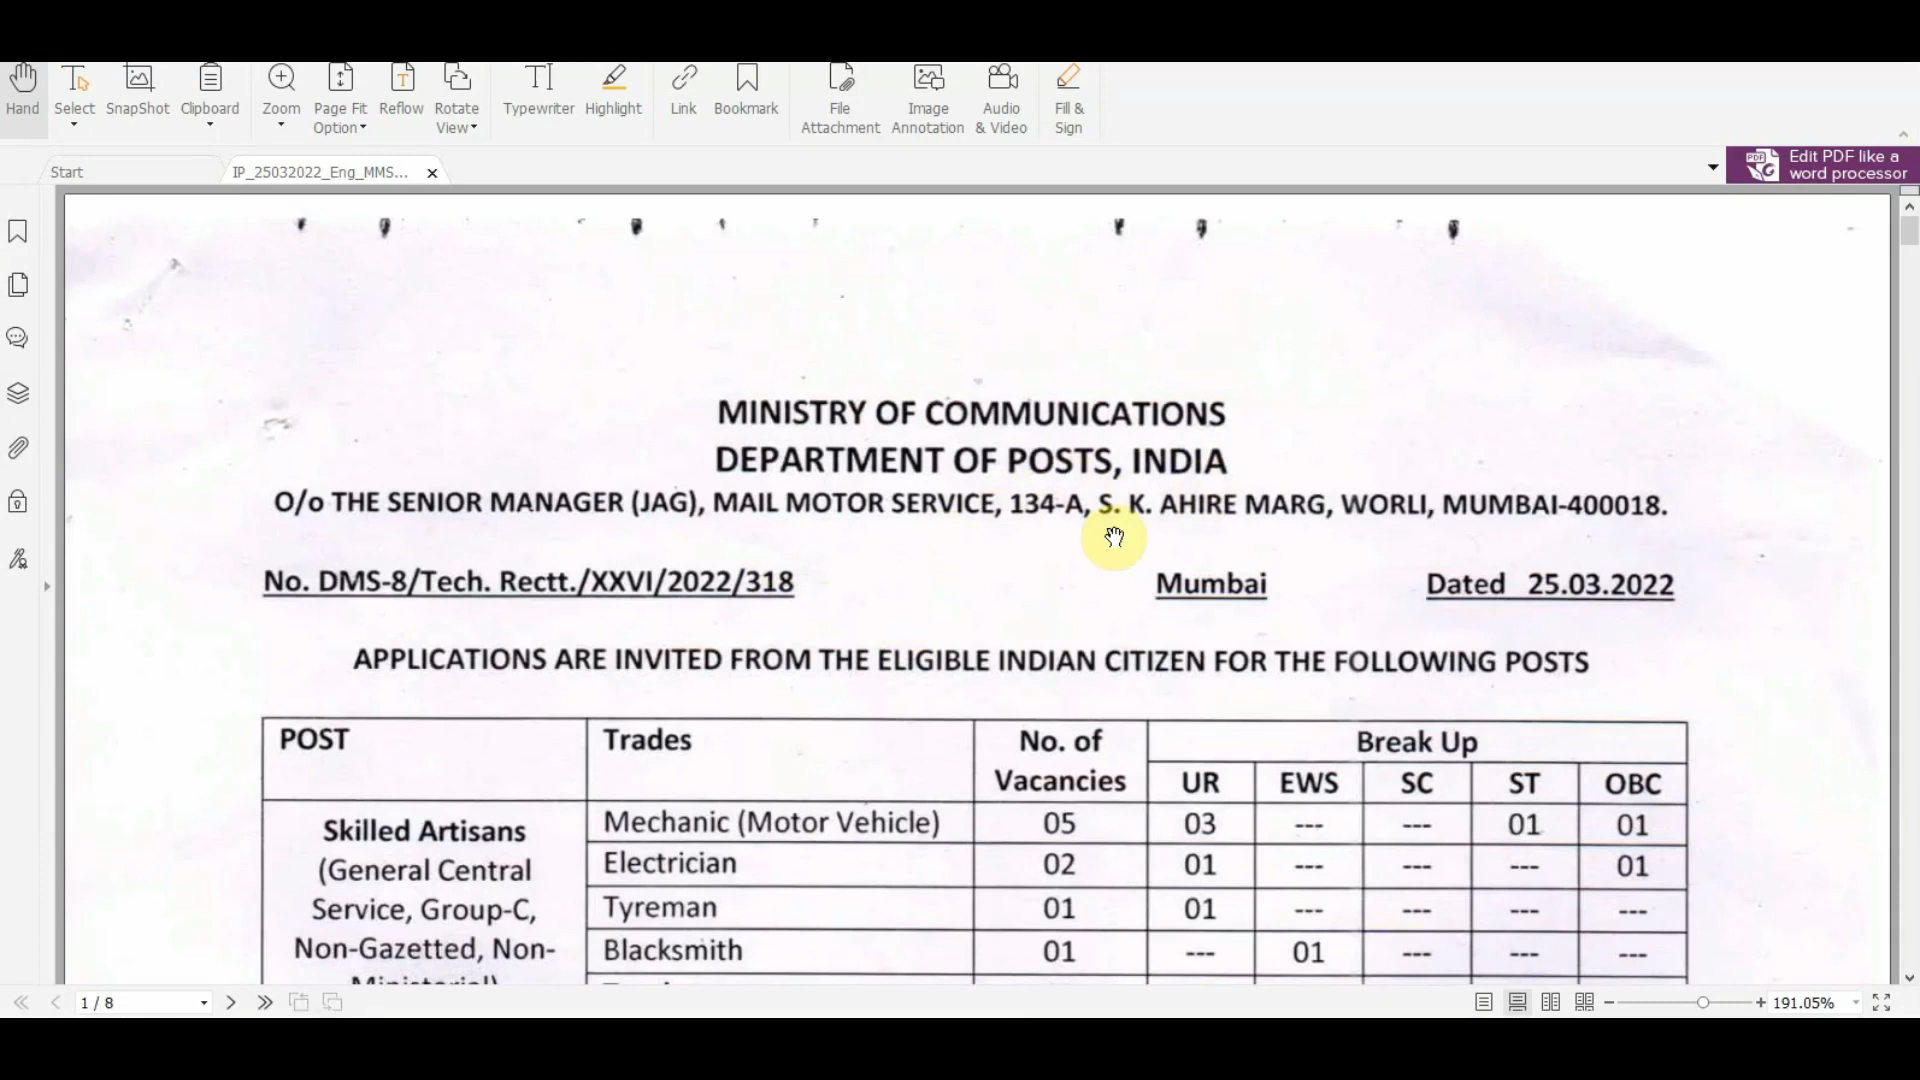 Hand Select SnapShot Clipboard Zoom Page Fit Option Reflow Rotate View Typewriter Highlight Link Bookmark File Attachment Image Annotation Audio & Video Fill & Sign
Start IP_25032022_Eng_MMS... Edit PDF like a
word processor
MINISTRY OF COMMUNICATIONS
DEPARTMENT OF POSTS, INDIA
O/o THE SENIOR MANAGER (JAG), MAIL MOTOR SERVICE, 134-A, S. K. AHIRE MARG, WORLI, MUMBAI-400018.
No. DMS-8/Tech. Rectt./XXVI/2022/318 Mumbai Dated 25.03.2022
APPLICATIONS ARE INVITED FROM THE ELIGIBLE INDIAN CITIZEN FOR THE FOLLOWING POSTS
POST Trades No. of Vacancies Break Up
UR EWS SC ST OBC
Skilled Artisans
(General Central
Service, Group-C,
Non-Gazetted, Non-
Mechanic (Motor Vehicle) 05 03 --- --- 01 01
Electrician 02 01 --- --- --- 01
Tyreman 01 01 --- --- --- ---
Blacksmith 01 --- 01 --- --- ---
1 / 8 191.05%